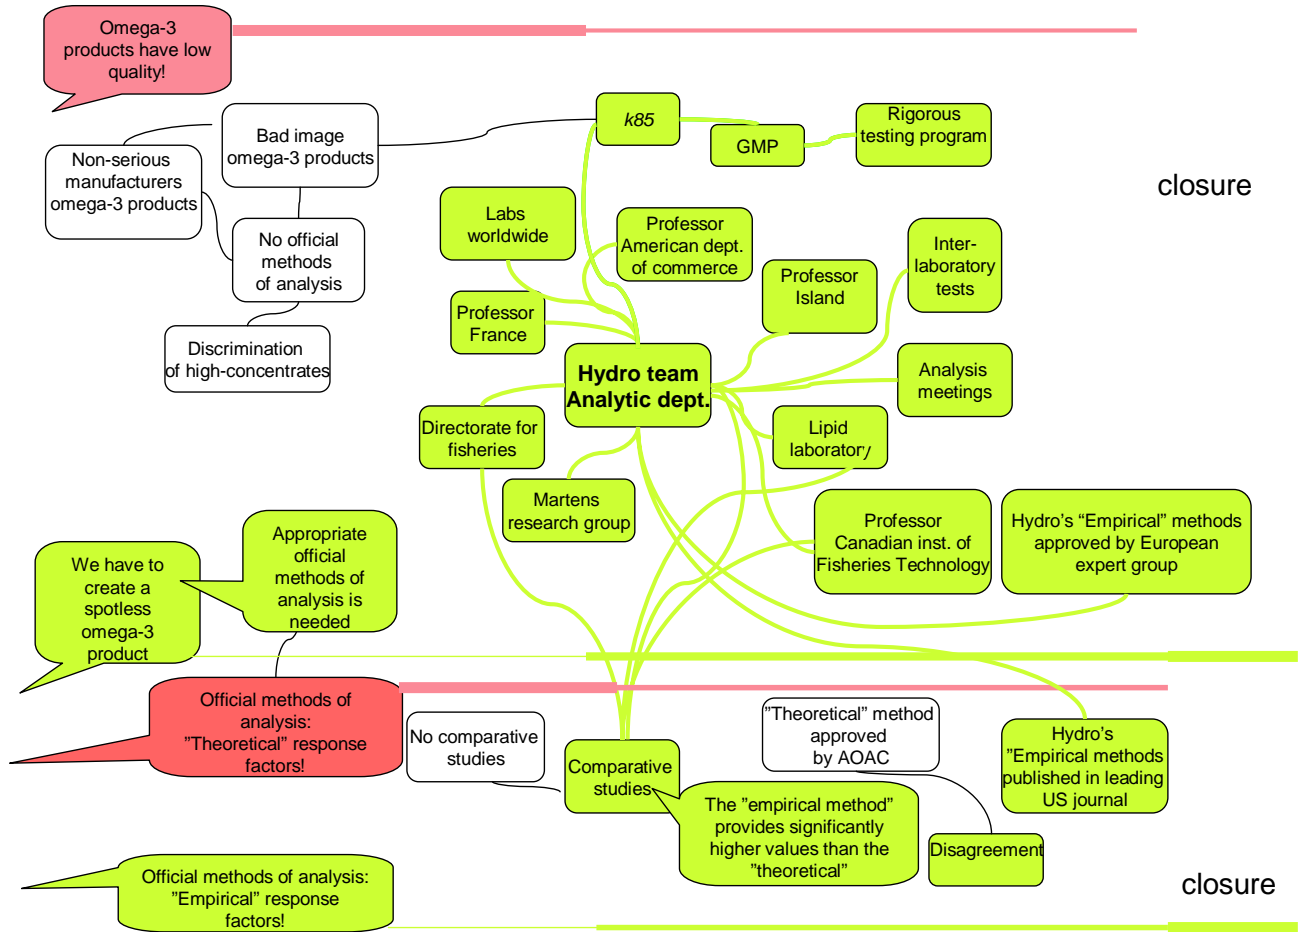 Omega-3
products have low
quality!
k85
Bad image
omega-3 products
GMP
Rigorous
testing program
Non-serious
manufacturers
omega-3 products
closure
Labs
worldwide
Professor
American dept.
of commerce
No official
methods
of analysis
Inter-
laboratory
tests
Professor
Island
Professor
France
Discrimination
of high-concentrates
Hydro team
Analytic dept.
Analysis
meetings
Directorate for
fisheries
Lipid
laboratory
Martens
research group
Professor
Canadian inst. of
Fisheries Technology
Hydro’s “Empirical” methods
approved by European
expert group
Appropriate
official
methods of
analysis is
needed
We have to
create a
spotless
omega-3
product
Official methods of
analysis:
”Theoretical” response
factors!
No comparative
studies
”Theoretical” method
approved
by AOAC
Hydro’s
”Empirical methods
published in leading
US journal
Comparative
studies
The ”empirical method”
provides significantly
higher values than the
”theoretical”
Disagreement
Official methods of analysis:
”Empirical” response
factors!
closure